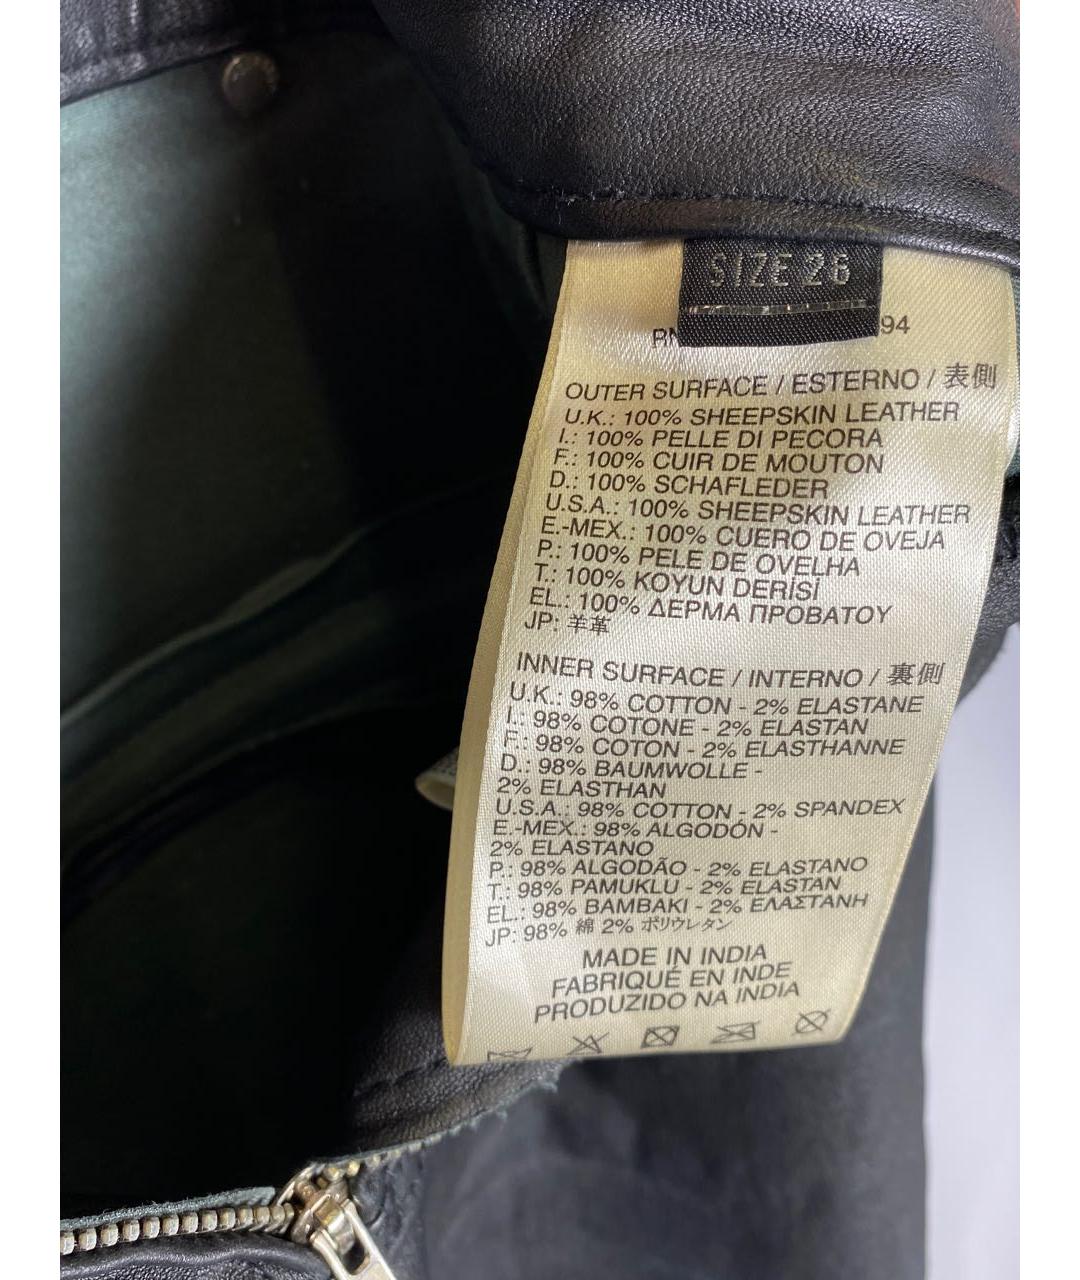 SIZE 26
94
OUTER SURFACE / ESTERNO / 表側
U.K.: 100% SHEEPSKIN LEATHER
I.: 100% PELLE DI PECORA
F.: 100% CUIR DE MOUTON
D.: 100% SCHAFLEDER
U.S.A.: 100% SHEEPSKIN LEATHER
E.-MEX.: 100% CUERO DE OVEJA
P.: 100% PELE DE OVELHA
T.: 100% KOYUN DERİSİ
EL.: 100% ΔΕΡΜΑ ΠΡΟΒΑΤΟΥ
JP: 羊革
INNER SURFACE / INTERNO / 裏側
U.K.: 98% COTTON - 2% ELASTANE
I.: 98% COTONE - 2% ELASTAN
F.: 98% COTON - 2% ELASTHANNE
D.: 98% BAUMWOLLE -
2% ELASTHAN
U.S.A.: 98% COTTON - 2% SPANDEX
E.-MEX.: 98% ALGODÓN -
2% ELASTANO
P.: 98% ALGODÃO - 2% ELASTANO
T.: 98% PAMUKLU - 2% ELASTAN
EL.: 98% ΒΑΜΒΑΚΙ - 2% ΕΛΑΣΤΑΝΗ
JP: 98% 綿 2% ポリウレタン
MADE IN INDIA
FABRIQUÉ EN INDE
PRODUZIDO NA INDIA